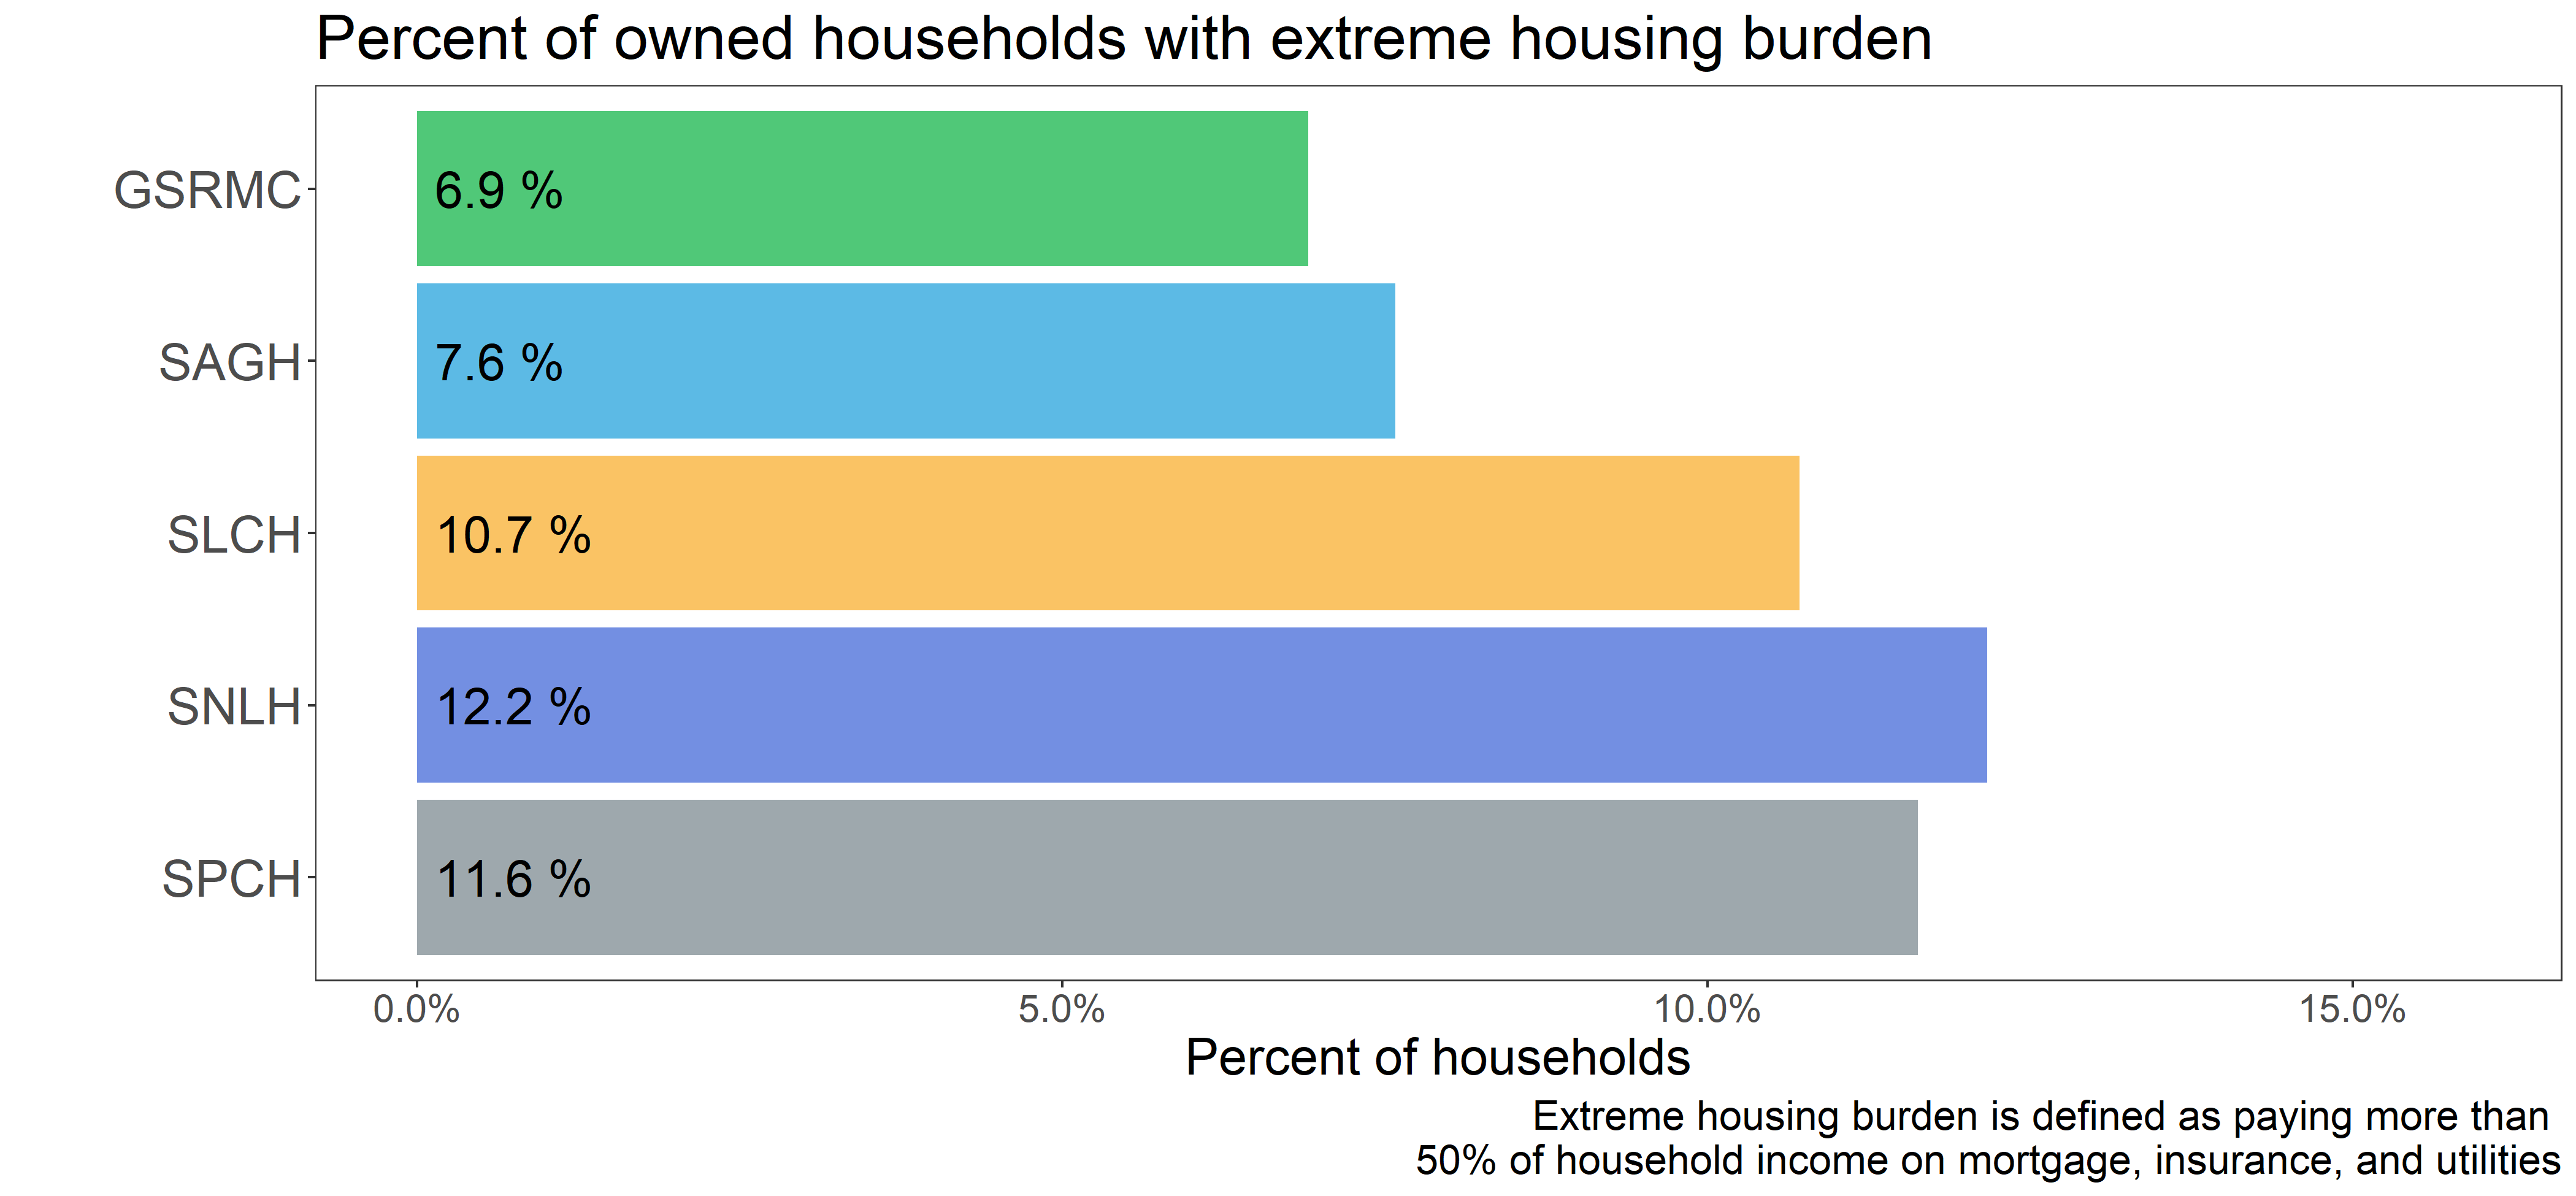 Percent of owned households with extreme housing burden
GSRMC
6.9 %
SAGH
7.6 %
SLCH
10.7 %
SNLH
12.2 %
SPCH
11.6 %
0.0%
5.0%
10.0%
15.0%
Percent of households
Extreme housing burden is defined as paying more than
50% of household income on mortgage, insurance, and utilities